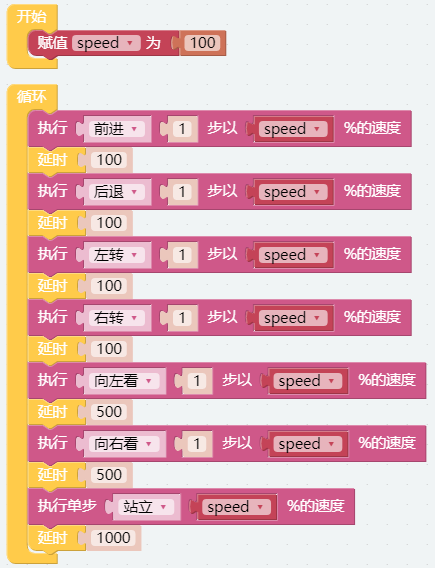 开始
赋值 speed 为 100
循环
执行 前进 1 步以 speed %的速度
延时 100
执行 后退 1 步以 speed %的速度
延时 100
执行 左转 1 步以 speed %的速度
延时 100
执行 右转 1 步以 speed %的速度
延时 100
执行 向左看 1 步以 speed %的速度
延时 500
执行 向右看 1 步以 speed %的速度
延时 500
执行单步 站立 speed %的速度
延时 1000